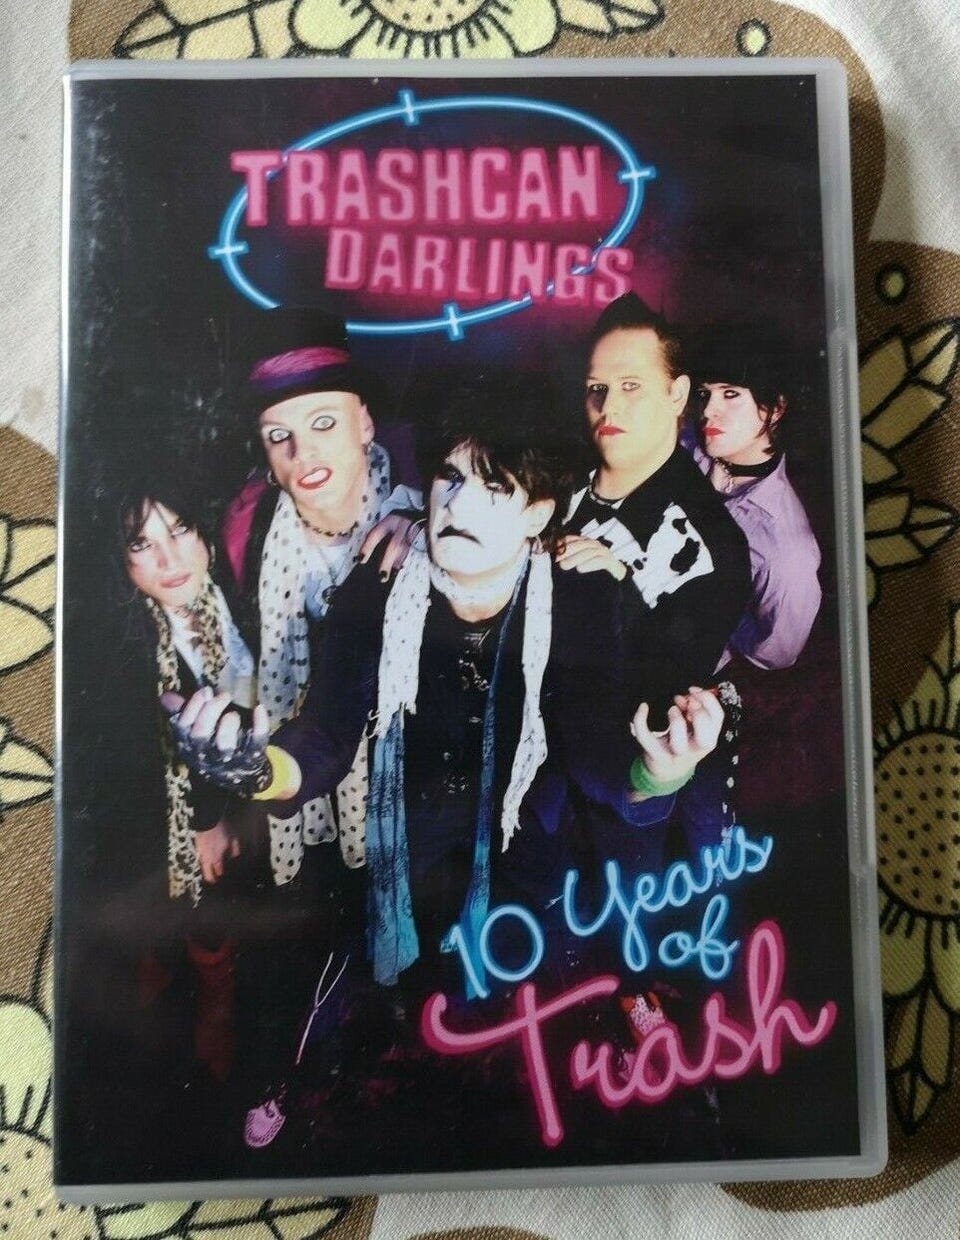 TRASHCAN
DARLINGS
10 Years
of
Trash